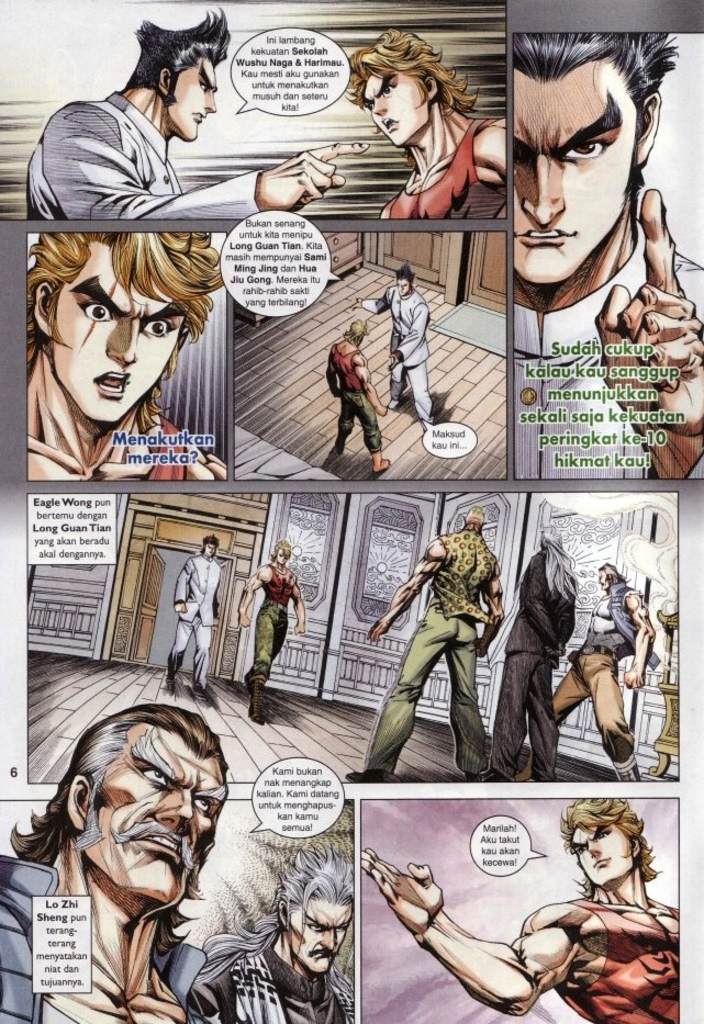 Ini lambang
kekuatan Sekolah
Wushu Naga & Harimau.
Kau mesti aku gunakan
untuk menakutkan
musuh dan seteru
kita!
Sudah cukup
kalau kau sanggup
menunjukkan
sekali saja kekuatan
peringkat ke-10
hikmat kau!
Menakutkan
mereka?
Bukan senang
untuk kita menipu
Long Guan Tian. Kita
masih mempunyai Sami
Ming Jing dan Hua
Jiu Gong. Mereka itu
rahib-rahib sakti
yang terbilang!
Maksud
kau ini...
Eagle Wong pun
bertemu dengan
Long Guan Tian
yang akan beradu
akal dengannya.
6
Kami bukan
nak menangkap
kalian. Kami datang
untuk menghapus-
kan kamu
semua!
Lo Zhi
Sheng pun
terang-
terang
menyatakan
niat dan
tujuannya.
Marilah!
Aku takut
kau akan
kecewa!